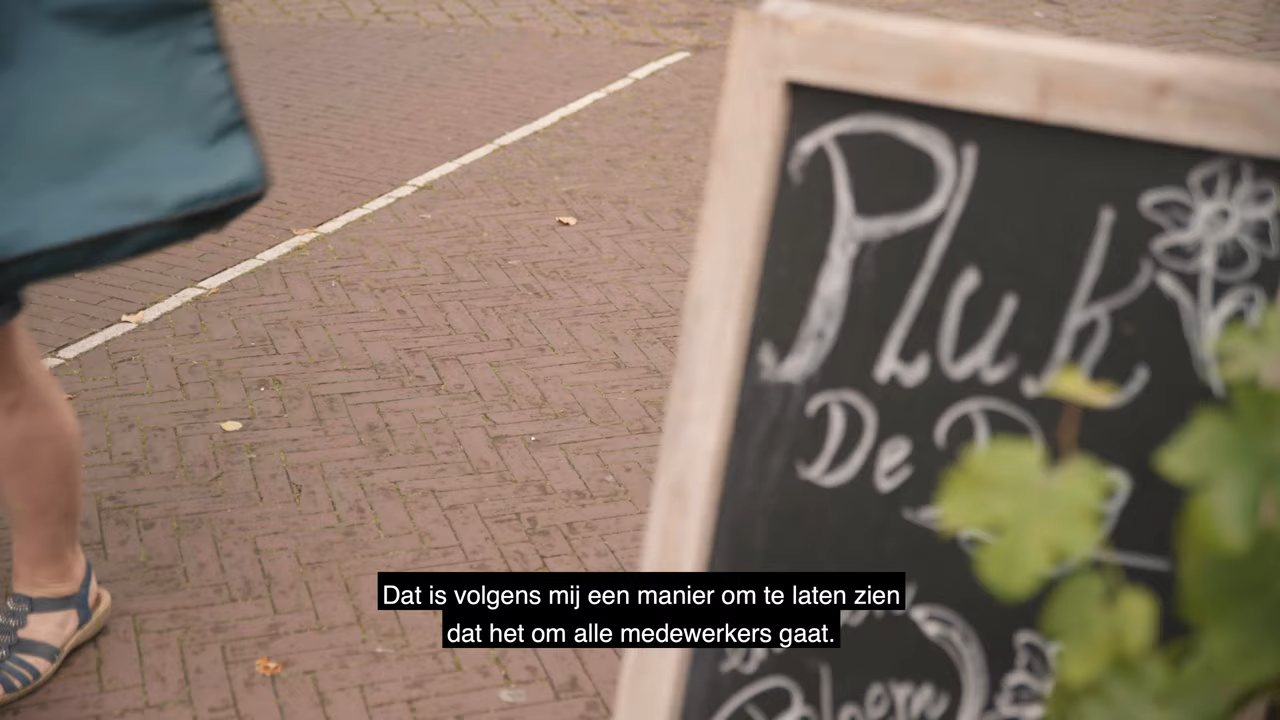 Pluk
De
Dat is volgens mij een manier om te laten zien
dat het om alle medewerkers gaat.